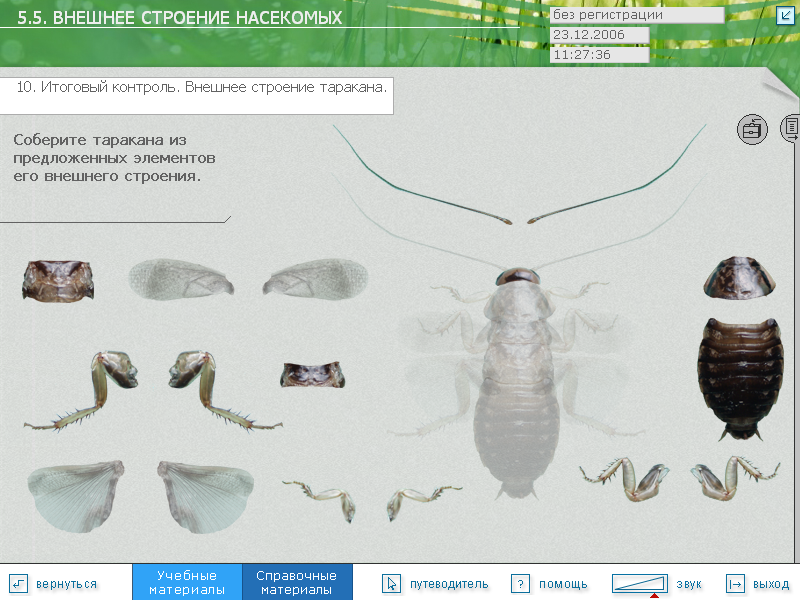 5.5. ВНЕШНЕЕ СТРОЕНИЕ НАСЕКОМЫХ
без регистрации
23.12.2006
11:27:36
10. Итоговый контроль. Внешнее строение таракана.
Соберите таракана из
предложенных элементов
его внешнего строения.
вернуться
Учебные
материалы
Справочные
материалы
путеводитель
? помощь
звук
выход